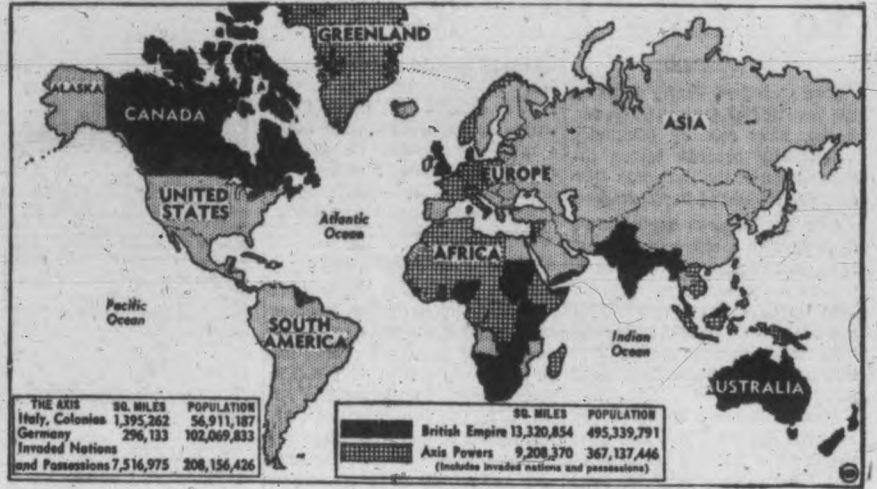 GREENLAND
ALASKA
CANADA
ASIA
EUROPE
UNITED
STATES
Atlantic
Ocean
AFRICA
Pacific
Ocean
SOUTH
AMERICA
Indian
Ocean
AUSTRALIA
THE AXIS SQ. MILES POPULATION
Italy, Colonies 1,395,262 56,911,187
Germany 296,133 102,069,833
Invaded Nations
and Possessions 7,516,975 208,156,426
SQ. MILES POPULATION
British Empire 13,320,854 495,339,791
Axis Powers 9,208,370 367,137,446
(Includes invaded nations and possessions)